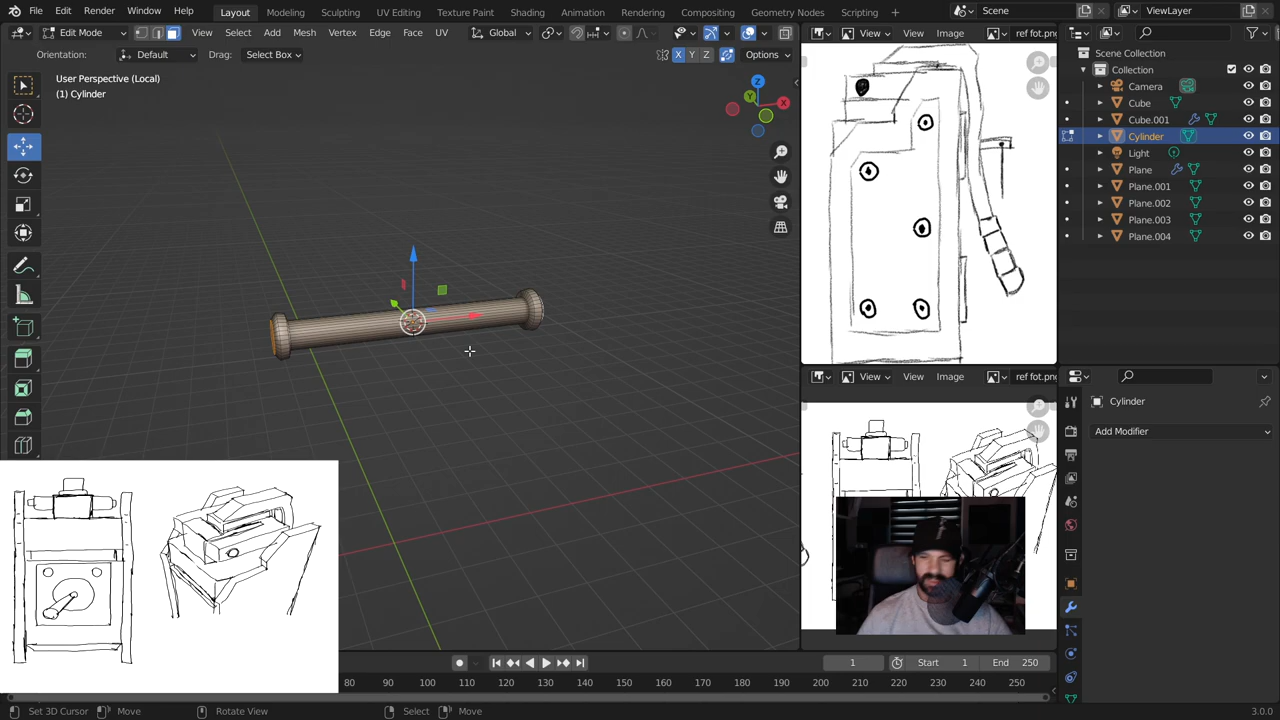 File Edit Render Window Help Layout Modeling Sculpting UV Editing Texture Paint Shading Animation Rendering Compositing Geometry Nodes Scripting + Scene ViewLayer
Edit Mode View Select Add Mesh Vertex Edge Face UV Global View View Image ref fot.png
Orientation: Default Drag: Select Box X Y Z Options
User Perspective (Local)
(1) Cylinder
Z
Y
X
Scene Collection
Collection
Camera
Cube
Cube.001
Cylinder
Light
Plane
Plane.001
Plane.002
Plane.003
Plane.004
View View Image ref fot.png
Cylinder
Add Modifier
1 Start 1 End 250
80 90 100 110 120 130 140 150 160 170 180 190 200 210 220 230 240 250
Set 3D Cursor Move Rotate View Select Move 3.0.0